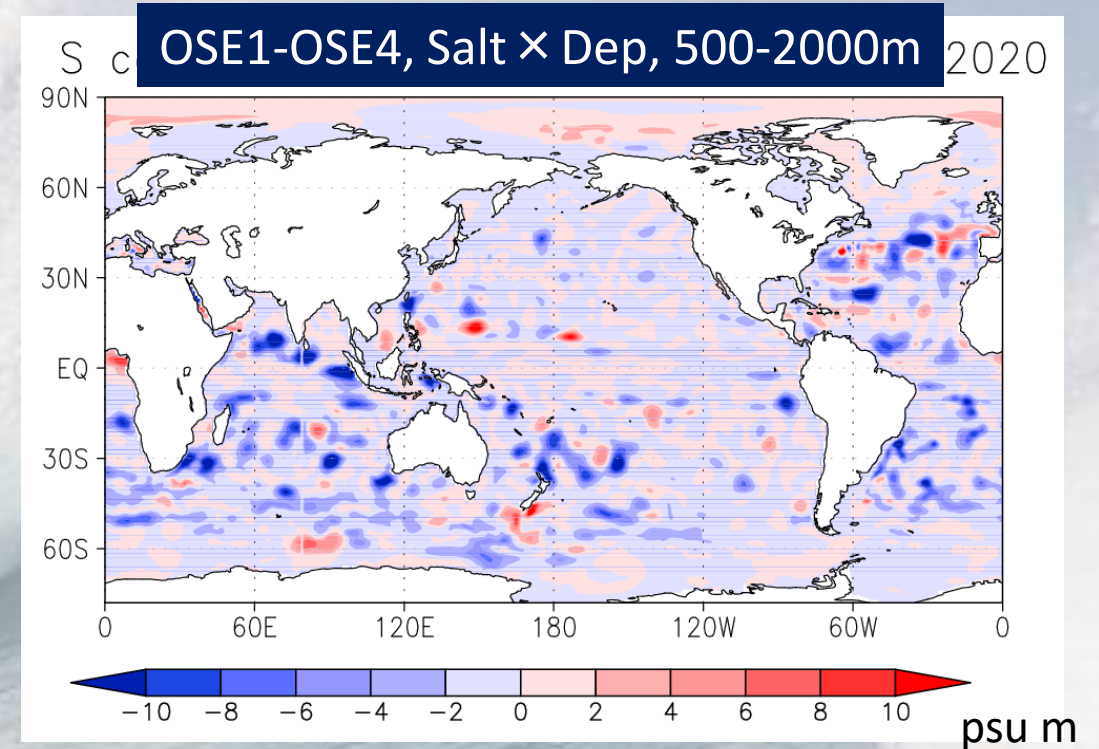 OSE1-OSE4, Salt × Dep, 500-2000m
S 2020
90N
60N
30N
EQ
30S
60S
0 60E 120E 180 120W 60W 0
−10 −8 −6 −4 −2 0 2 4 6 8 10
psu m